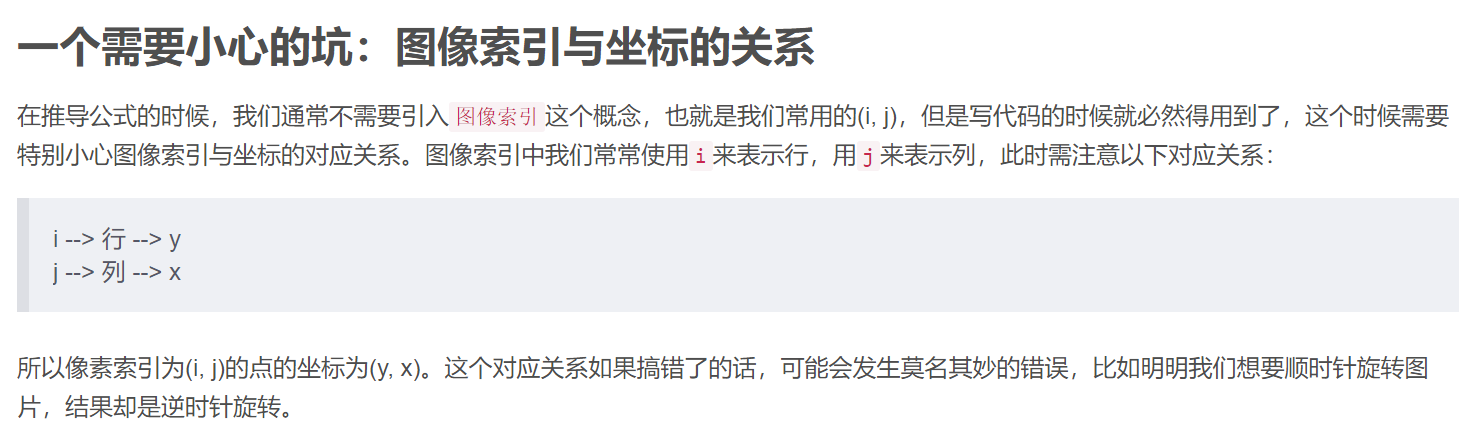 一个需要小心的坑：图像索引与坐标的关系
在推导公式的时候，我们通常不需要引入 图像索引 这个概念，也就是我们常用的(i, j)，但是写代码的时候就必然得用到了，这个时候需要
特别小心图像索引与坐标的对应关系。图像索引中我们常常使用 i 来表示行，用 j 来表示列，此时需注意以下对应关系：
i --> 行 --> y
j --> 列 --> x
所以像素索引为(i, j)的点的坐标为(y, x)。这个对应关系如果搞错了的话，可能会发生莫名其妙的错误，比如明明我们想要顺时针旋转图
片，结果却是逆时针旋转。